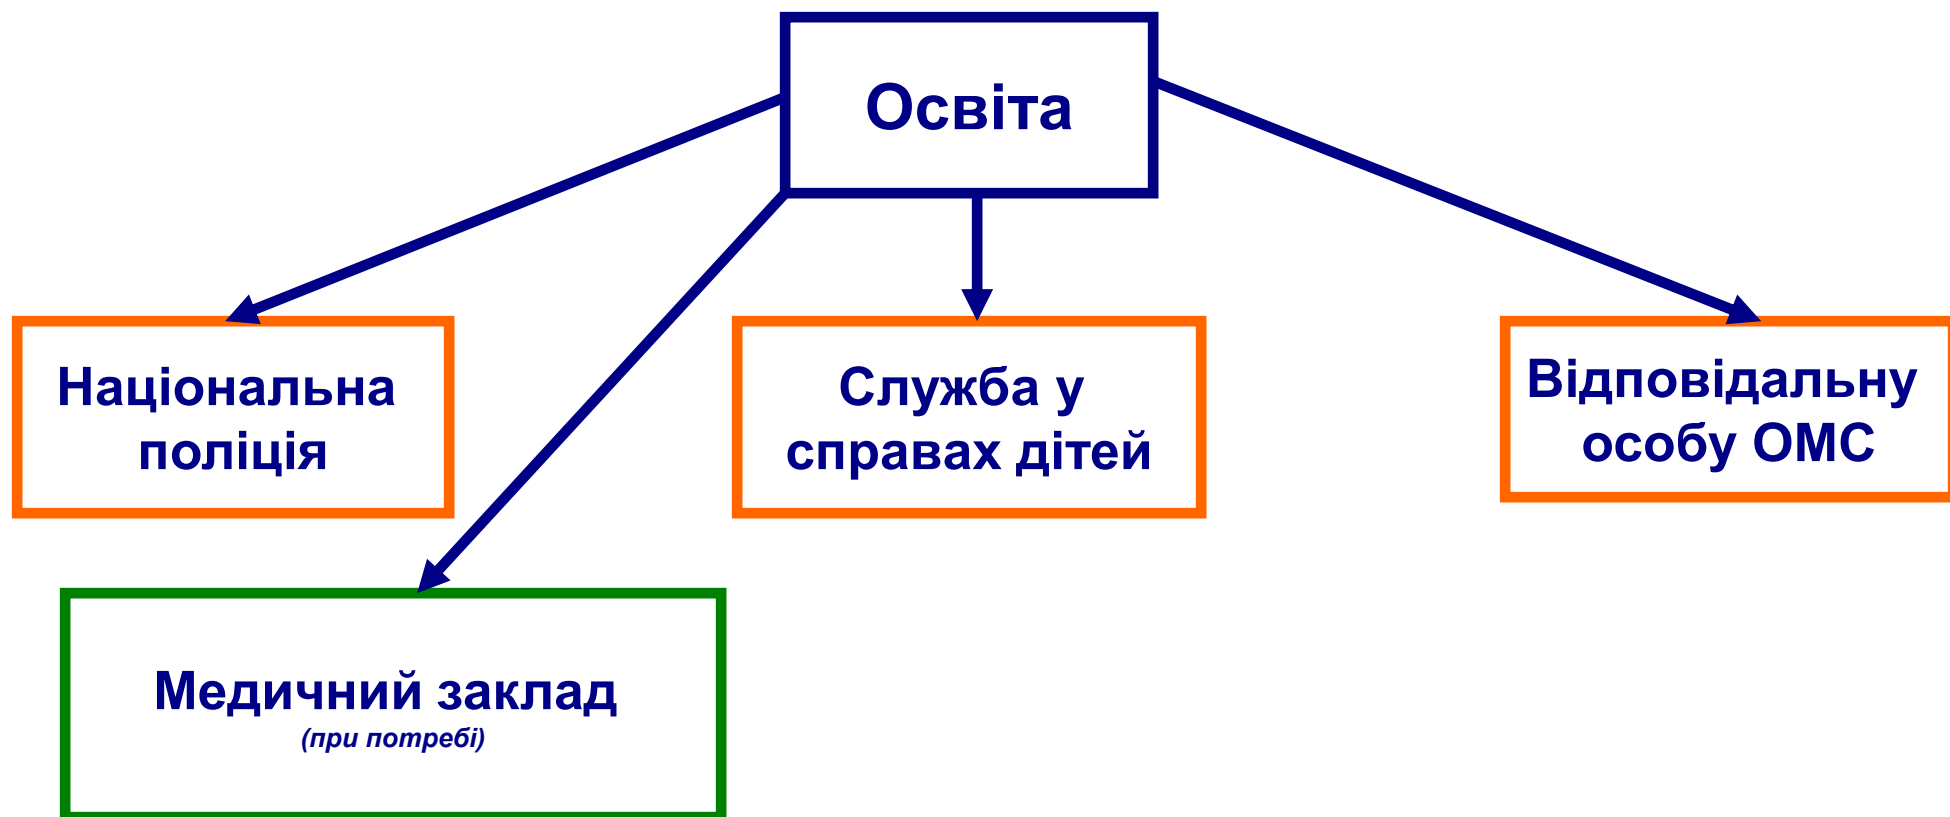 Освіта
Національна
поліція
Служба у
справах дітей
Відповідальну
особу ОМС
Медичний заклад
(при потребі)